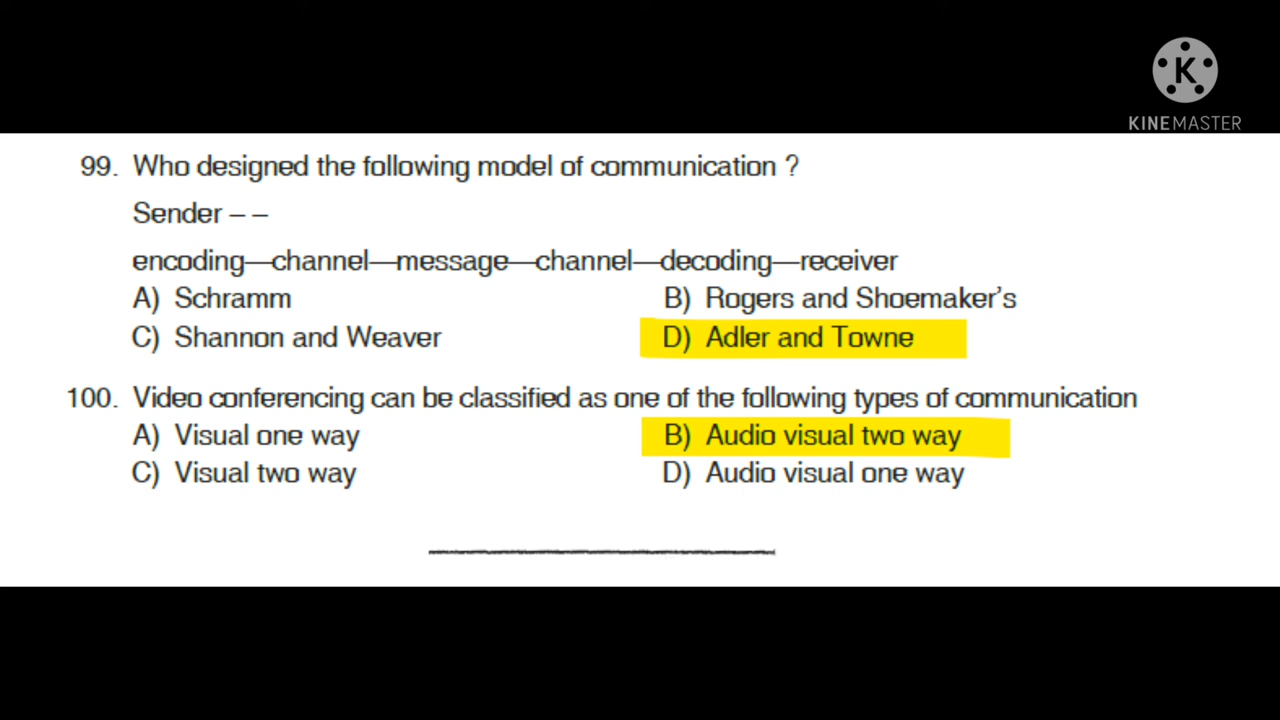 K
KINEMASTER
99. Who designed the following model of communication ?
Sender – –
encoding—channel—message—channel—decoding—receiver
A) Schramm B) Rogers and Shoemaker's
C) Shannon and Weaver D) Adler and Towne
100. Video conferencing can be classified as one of the following types of communication
A) Visual one way B) Audio visual two way
C) Visual two way D) Audio visual one way